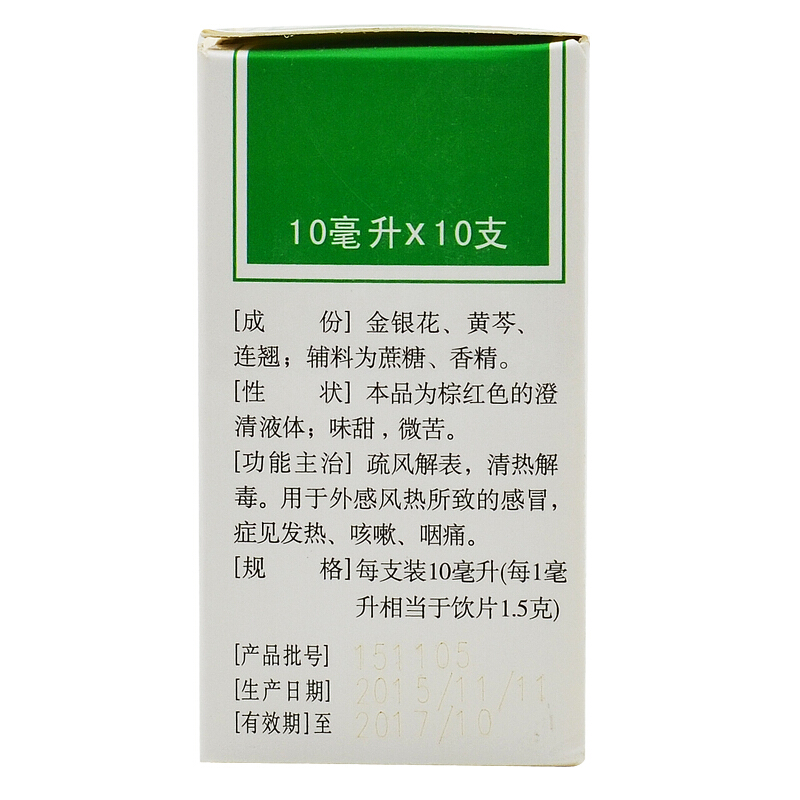 10毫升X10支
[成 份] 金银花、黄芩、
连翘；辅料为蔗糖、香精。
[性 状] 本品为棕红色的澄
清液体；味甜，微苦。
[功能主治] 疏风解表，清热解
毒。用于外感风热所致的感冒，
症见发热、咳嗽、咽痛。
[规 格] 每支装10毫升(每1毫
升相当于饮片1.5克)
[产品批号] 151105
[生产日期] 2015/11/11
[有效期]至 2017/10